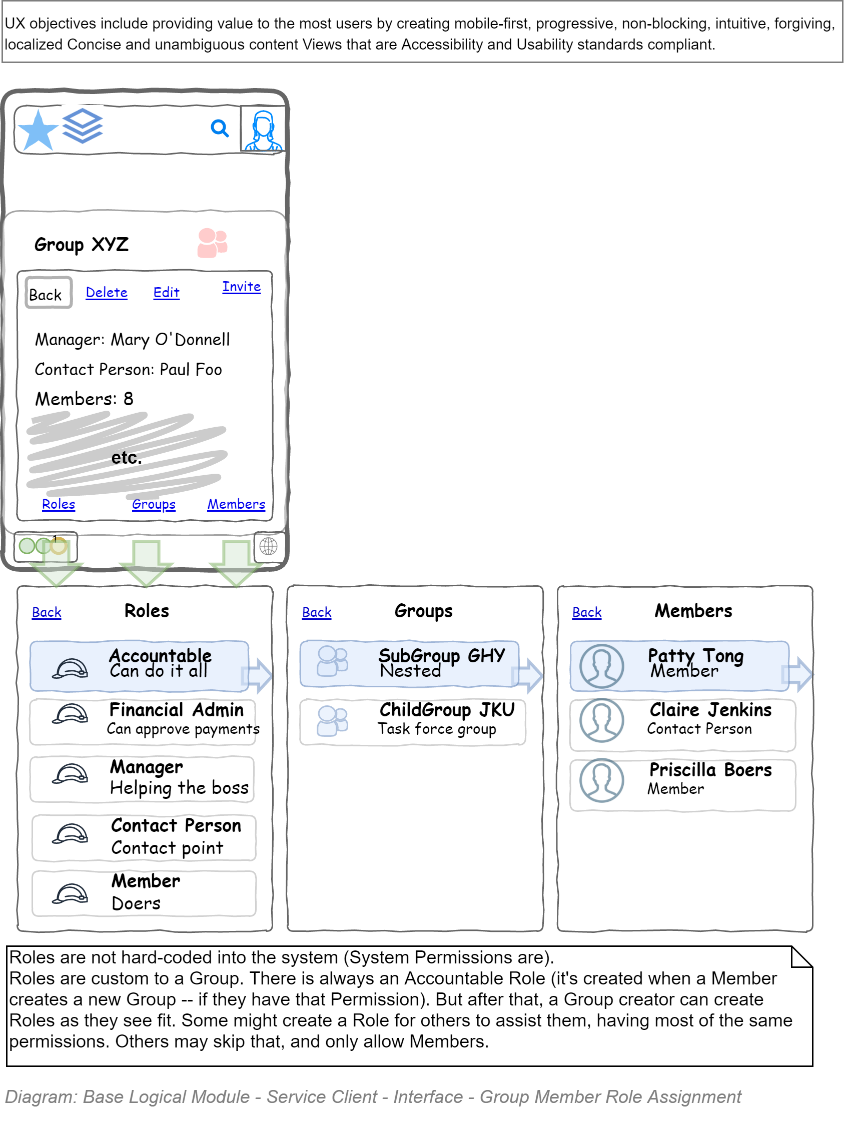 UX objectives include providing value to the most users by creating mobile-first, progressive, non-blocking, intuitive, forgiving,
localized Concise and unambiguous content Views that are Accessibility and Usability standards compliant.
Group XYZ
Back Delete Edit Invite
Manager: Mary O'Donnell
Contact Person: Paul Foo
Members: 8
etc.
Roles Groups Members
1
Back Roles
Accountable
Can do it all
Financial Admin
Can approve payments
Manager
Helping the boss
Contact Person
Contact point
Member
Doers
Back Groups
SubGroup GHY
Nested
ChildGroup JKU
Task force group
Back Members
Patty Tong
Member
Claire Jenkins
Contact Person
Priscilla Boers
Member
Roles are not hard-coded into the system (System Permissions are).
Roles are custom to a Group. There is always an Accountable Role (it's created when a Member
creates a new Group -- if they have that Permission). But after that, a Group creator can create
Roles as they see fit. Some might create a Role for others to assist them, having most of the same
permissions. Others may skip that, and only allow Members.
Diagram: Base Logical Module - Service Client - Interface - Group Member Role Assignment